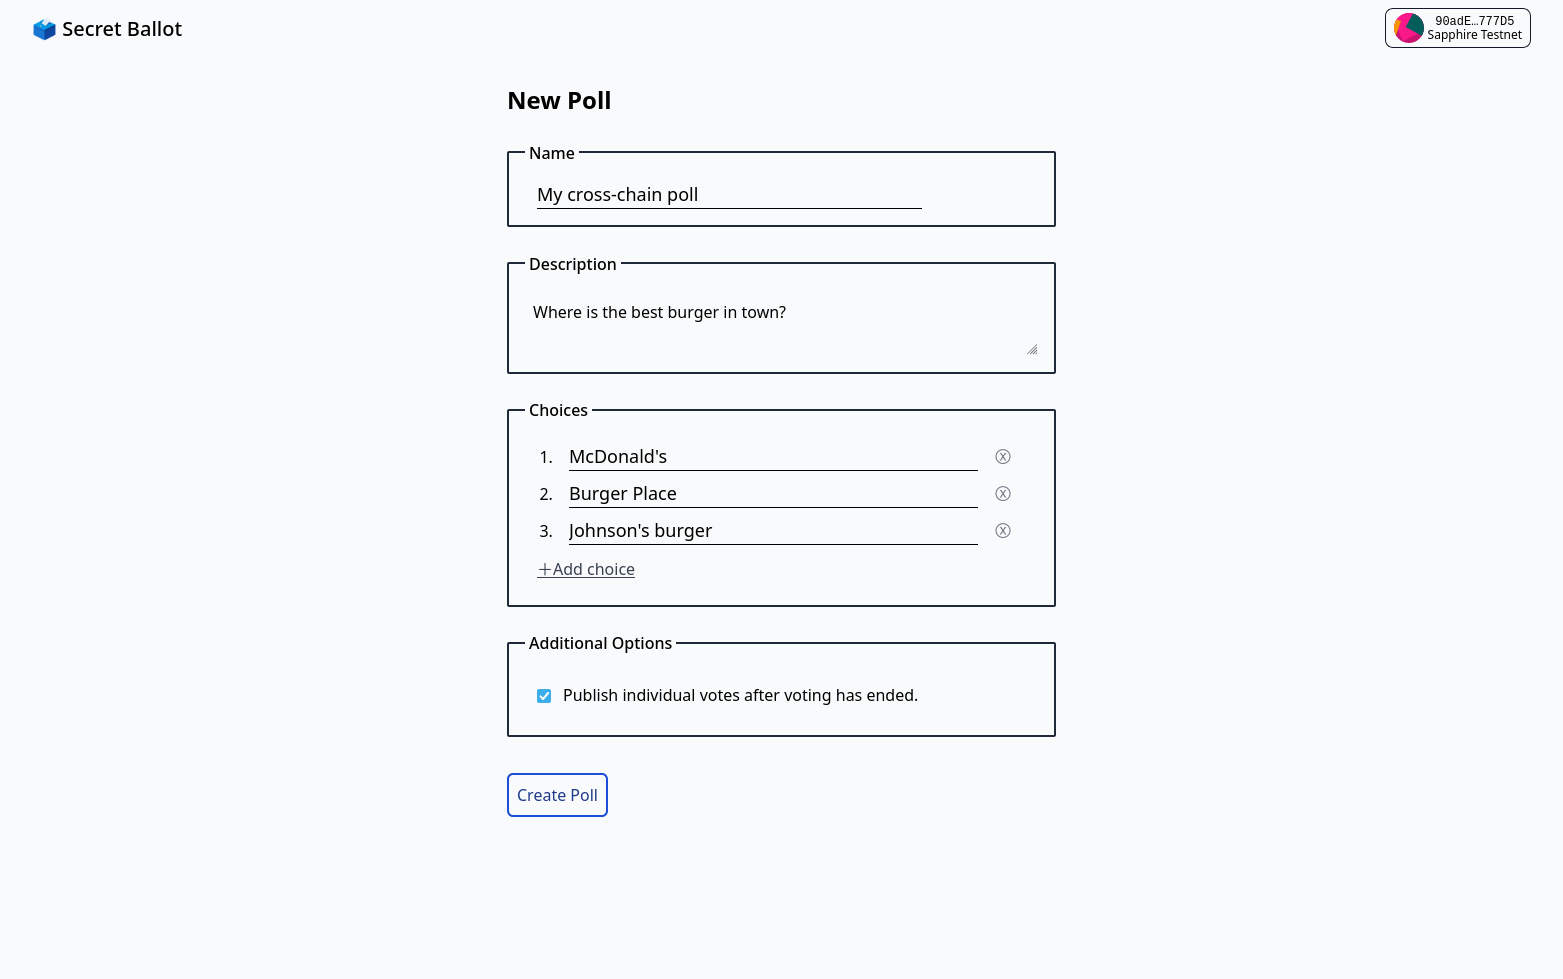 Secret Ballot
90adE…777D5
Sapphire Testnet
New Poll
Name
My cross-chain poll
Description
Where is the best burger in town?
Choices
1. McDonald's ⓧ
2. Burger Place ⓧ
3. Johnson's burger ⓧ
+Add choice
Additional Options
Publish individual votes after voting has ended.
Create Poll